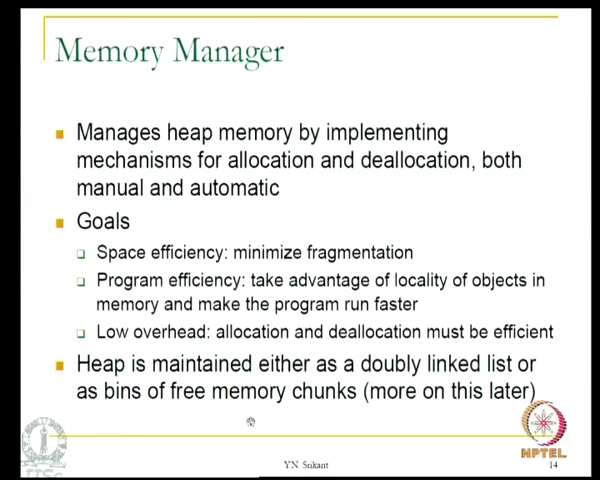 Memory Manager
Manages heap memory by implementing
mechanisms for allocation and deallocation, both
manual and automatic
Goals
Space efficiency: minimize fragmentation
Program efficiency: take advantage of locality of objects in
memory and make the program run faster
Low overhead: allocation and deallocation must be efficient
Heap is maintained either as a doubly linked list or
as bins of free memory chunks (more on this later)
NPTEL
Y.N. Srikant
14